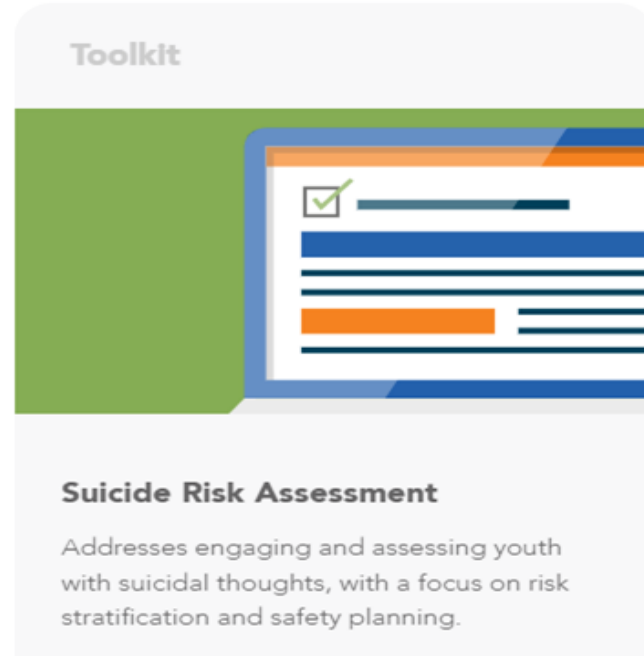 Toolkit
Suicide Risk Assessment
Addresses engaging and assessing youth
with suicidal thoughts, with a focus on risk
stratification and safety planning.